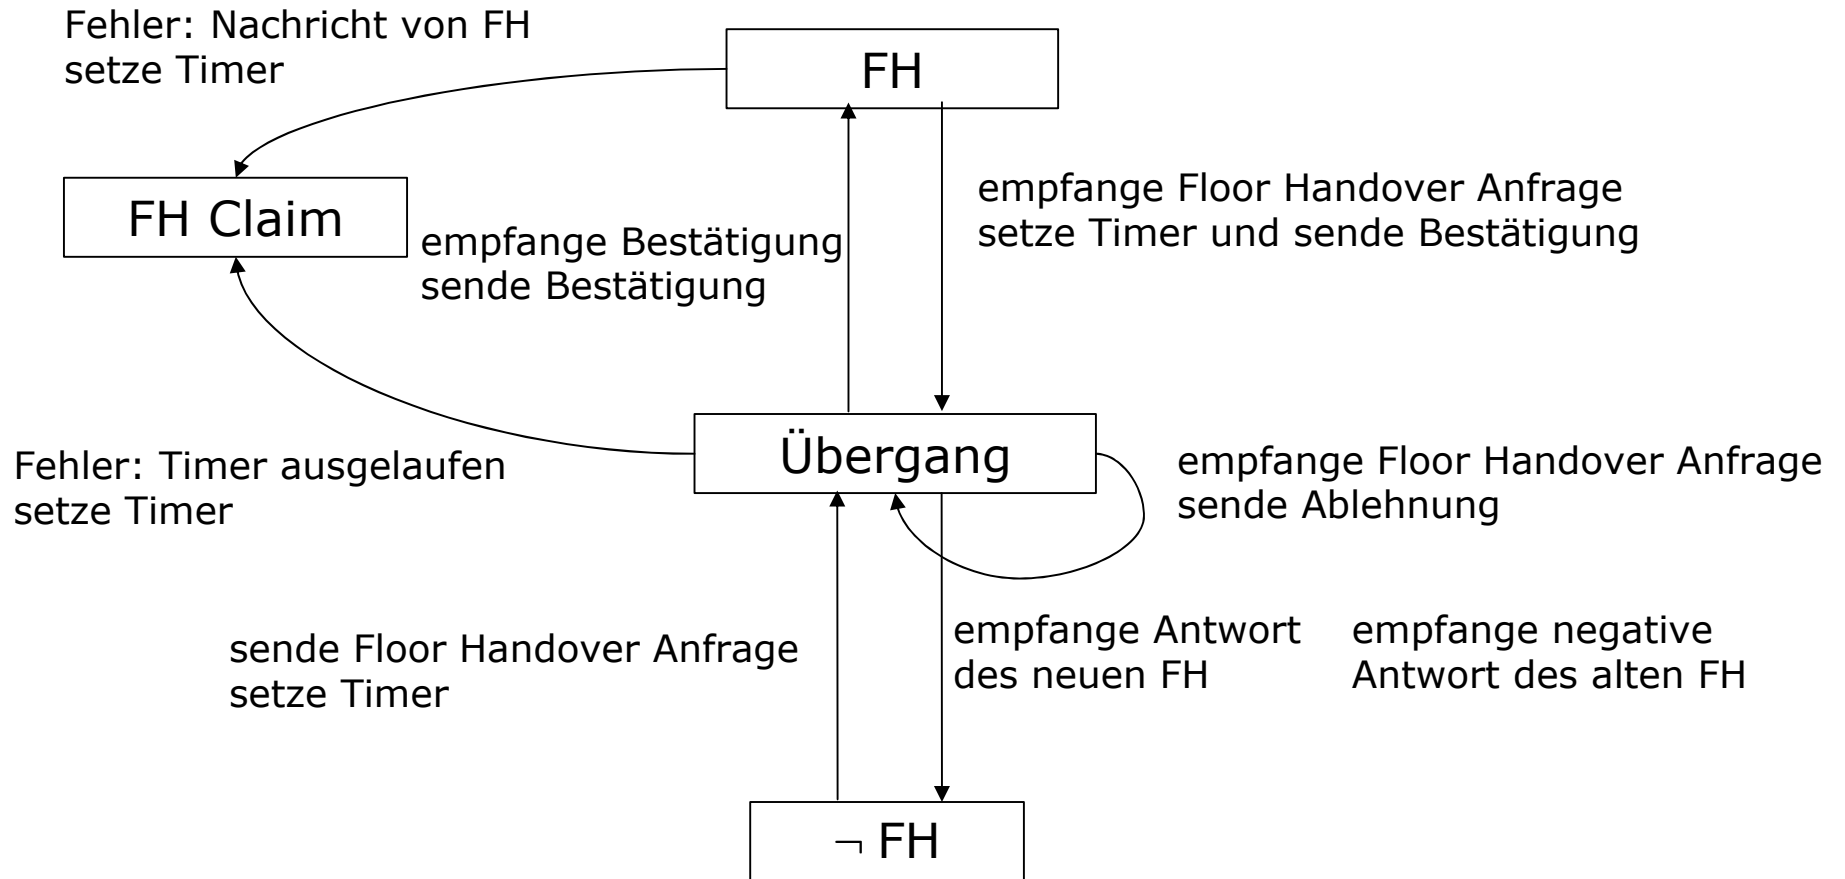 Fehler: Nachricht von FH
setze Timer
FH
FH Claim
empfange Bestätigung
sende Bestätigung
empfange Floor Handover Anfrage
setze Timer und sende Bestätigung
Übergang
Fehler: Timer ausgelaufen
setze Timer
empfange Floor Handover Anfrage
sende Ablehnung
sende Floor Handover Anfrage
setze Timer
empfange Antwort
des neuen FH
empfange negative
Antwort des alten FH
¬ FH